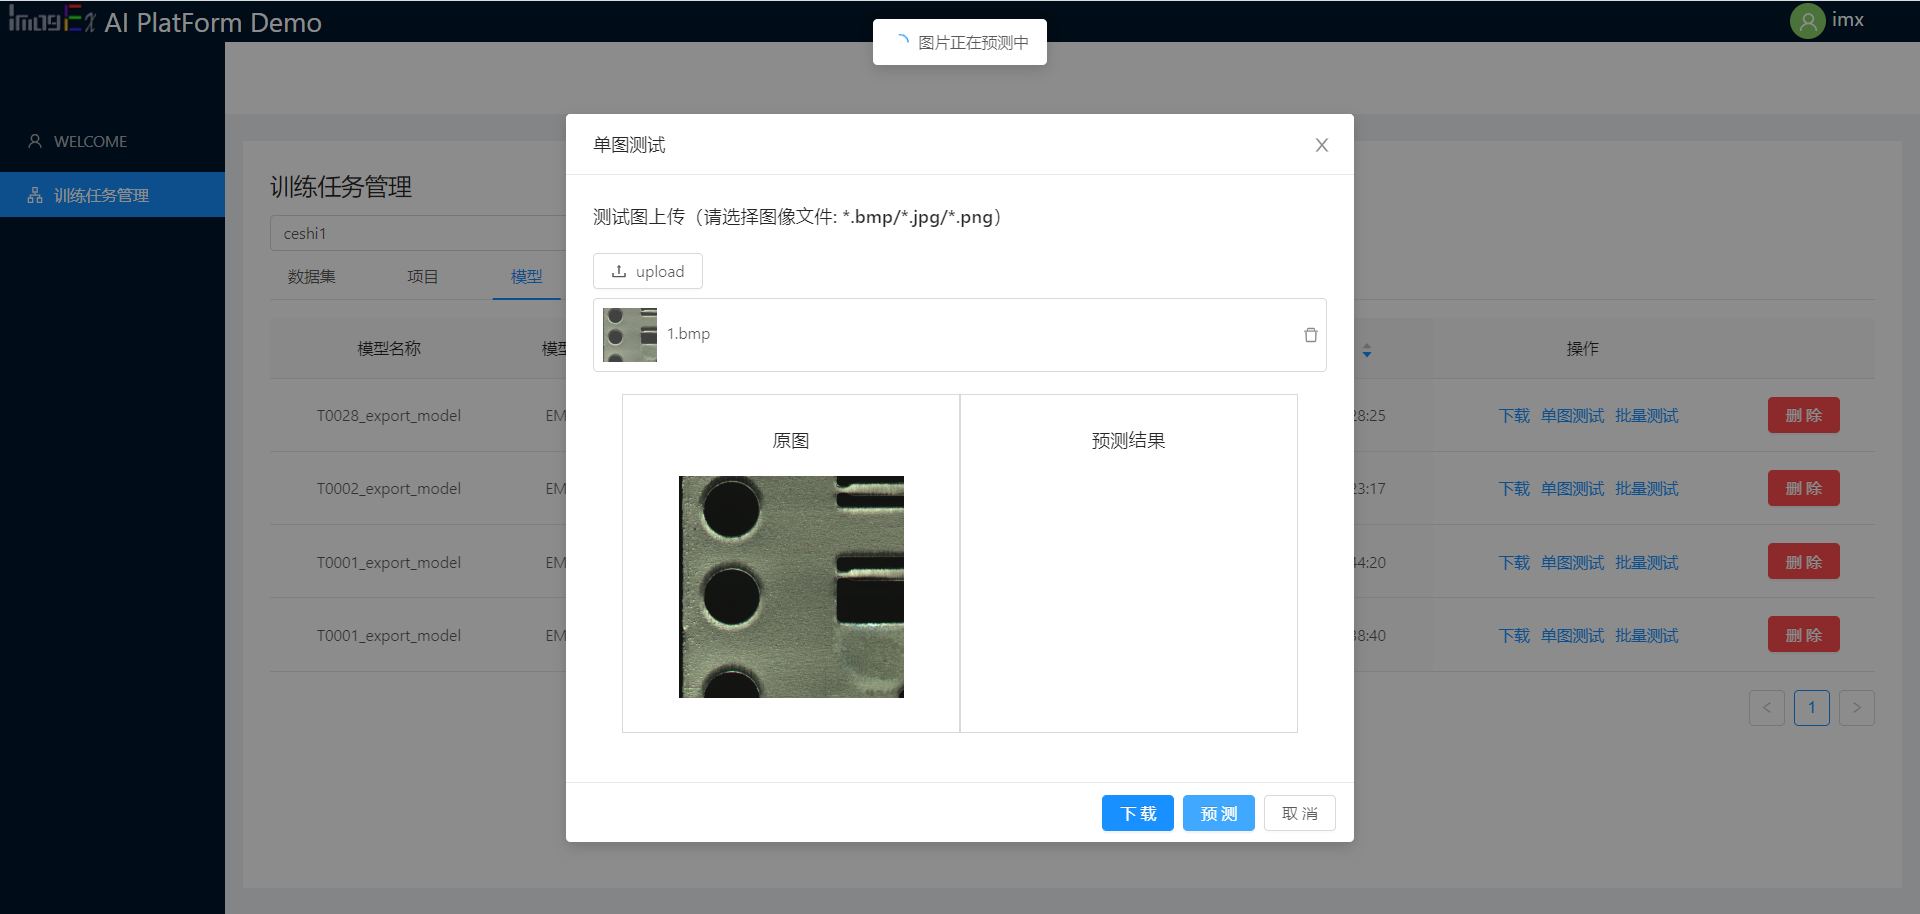 ImagEX AI PlatForm Demo
图片正在预测中
imx
WELCOME
训练任务管理
训练任务管理
ceshi1
数据集 项目 模型
模型名称 模型 操作
T0028_export_model EM 28:25 下载 单图测试 批量测试 删 除
T0002_export_model EM 23:17 下载 单图测试 批量测试 删 除
T0001_export_model EM 44:20 下载 单图测试 批量测试 删 除
T0001_export_model EM 38:40 下载 单图测试 批量测试 删 除
< 1 >
单图测试
测试图上传（请选择图像文件: *.bmp/*.jpg/*.png）
upload
1.bmp
原图 预测结果
下 载 预 测 取 消